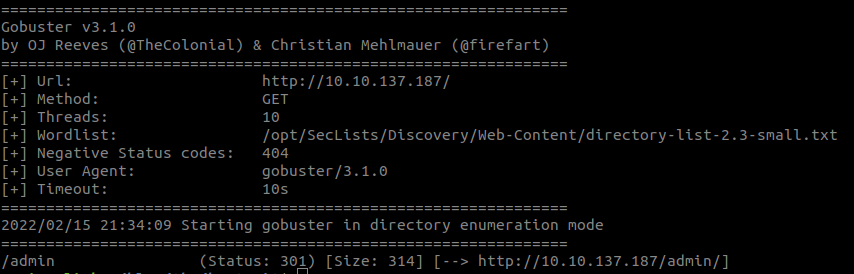 ===============================================================
Gobuster v3.1.0
by OJ Reeves (@TheColonial) & Christian Mehlmauer (@firefart)
===============================================================
[+] Url:                     http://10.10.137.187/
[+] Method:                  GET
[+] Threads:                 10
[+] Wordlist:                /opt/SecLists/Discovery/Web-Content/directory-list-2.3-small.txt
[+] Negative Status codes:   404
[+] User Agent:              gobuster/3.1.0
[+] Timeout:                 10s
===============================================================
2022/02/15 21:34:09 Starting gobuster in directory enumeration mode
===============================================================
/admin                (Status: 301) [Size: 314] [--> http://10.10.137.187/admin/]